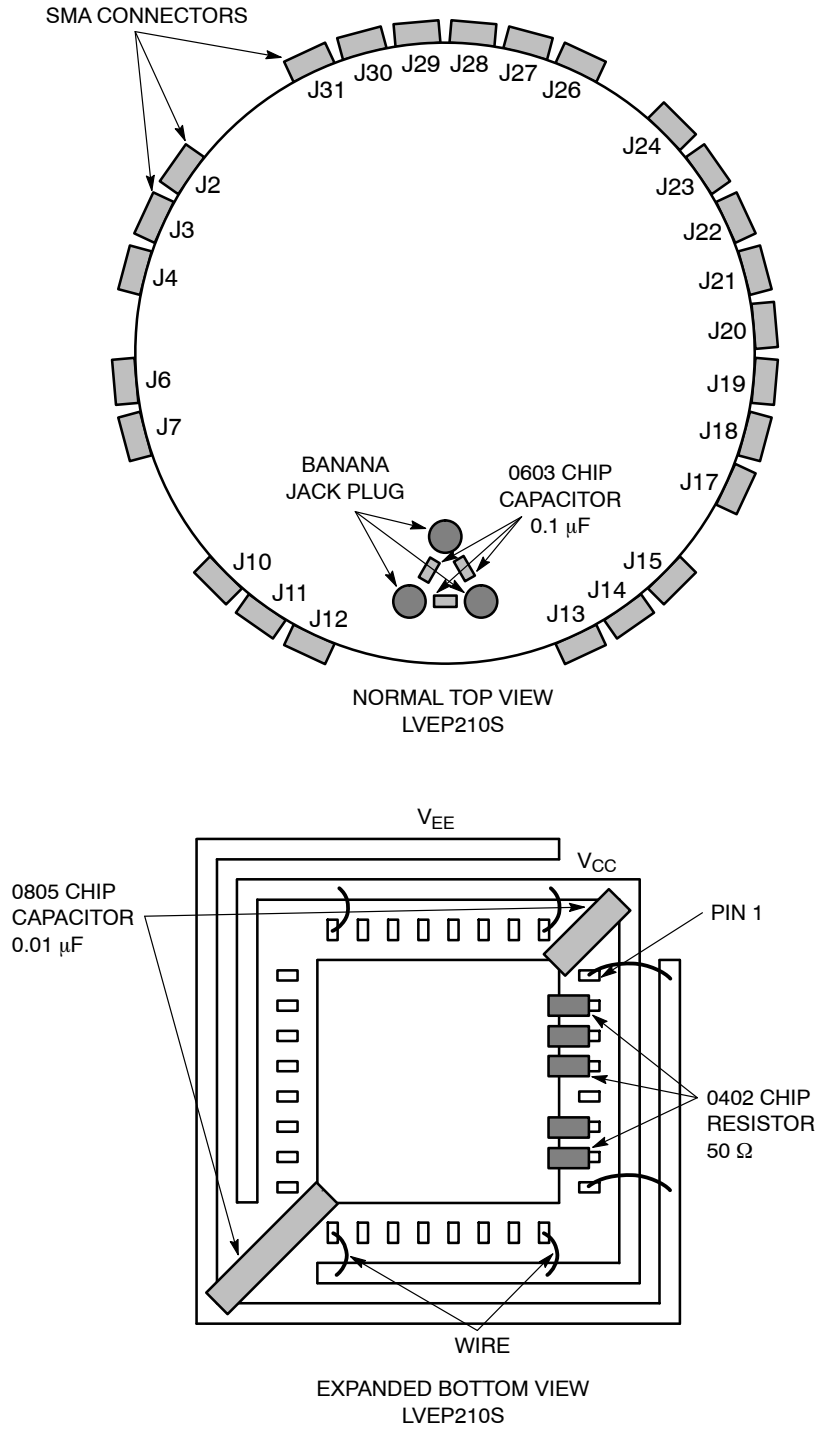 SMA CONNECTORS
J31
J30
J29
J28
J27
J26
J24
J23
J22
J21
J20
J19
J18
J17
J15
J14
J13
J2
J3
J4
J6
J7
J10
J11
J12
BANANA
JACK PLUG
0603 CHIP
CAPACITOR
0.1 μF
NORMAL TOP VIEW
LVEP210S
VEE
VCC
0805 CHIP
CAPACITOR
0.01 μF
PIN 1
0402 CHIP
RESISTOR
50 Ω
WIRE
EXPANDED BOTTOM VIEW
LVEP210S